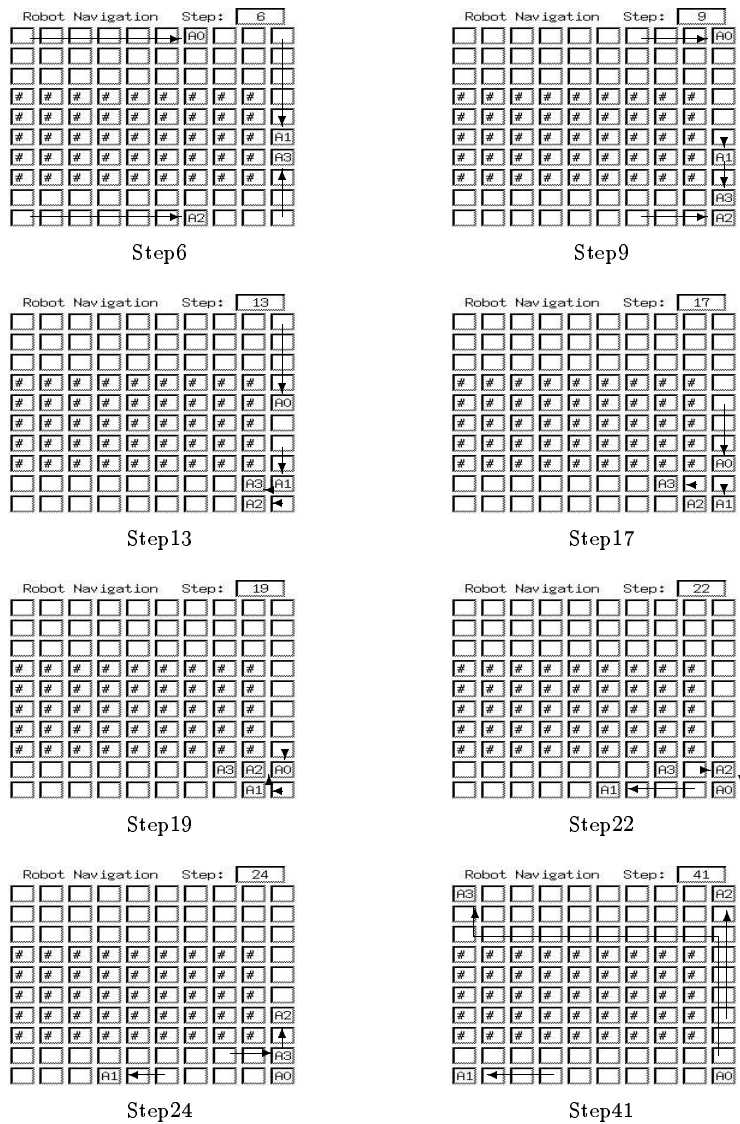 Robot Navigation Step: 6
A0
# # # # # # # # #
# # # # # # # # #
# # # # # # # # # A1
# # # # # # # # # A3
# # # # # # # # #
A2
Step6
Robot Navigation Step: 9
A0
# # # # # # # # #
# # # # # # # # #
# # # # # # # # #
# # # # # # # # # A1
# # # # # # # # #
A3
A2
Step9
Robot Navigation Step: 13
# # # # # # # # #
# # # # # # # # # A0
# # # # # # # # #
# # # # # # # # #
# # # # # # # # #
A3 A1
A2
Step13
Robot Navigation Step: 17
# # # # # # # # #
# # # # # # # # #
# # # # # # # # #
# # # # # # # # #
# # # # # # # # # A0
A3
A2 A1
Step17
Robot Navigation Step: 19
# # # # # # # # #
# # # # # # # # #
# # # # # # # # #
# # # # # # # # #
# # # # # # # # #
A3 A2 A0
A1
Step19
Robot Navigation Step: 22
# # # # # # # # #
# # # # # # # # #
# # # # # # # # #
# # # # # # # # #
# # # # # # # # #
A3 A2
A1 A0
Step22
Robot Navigation Step: 24
# # # # # # # # #
# # # # # # # # #
# # # # # # # # #
# # # # # # # # # A2
# # # # # # # # #
A3
A1 A0
Step24
Robot Navigation Step: 41
A3 A2
# # # # # # # # #
# # # # # # # # #
# # # # # # # # #
# # # # # # # # #
# # # # # # # # #
A1 A0
Step41